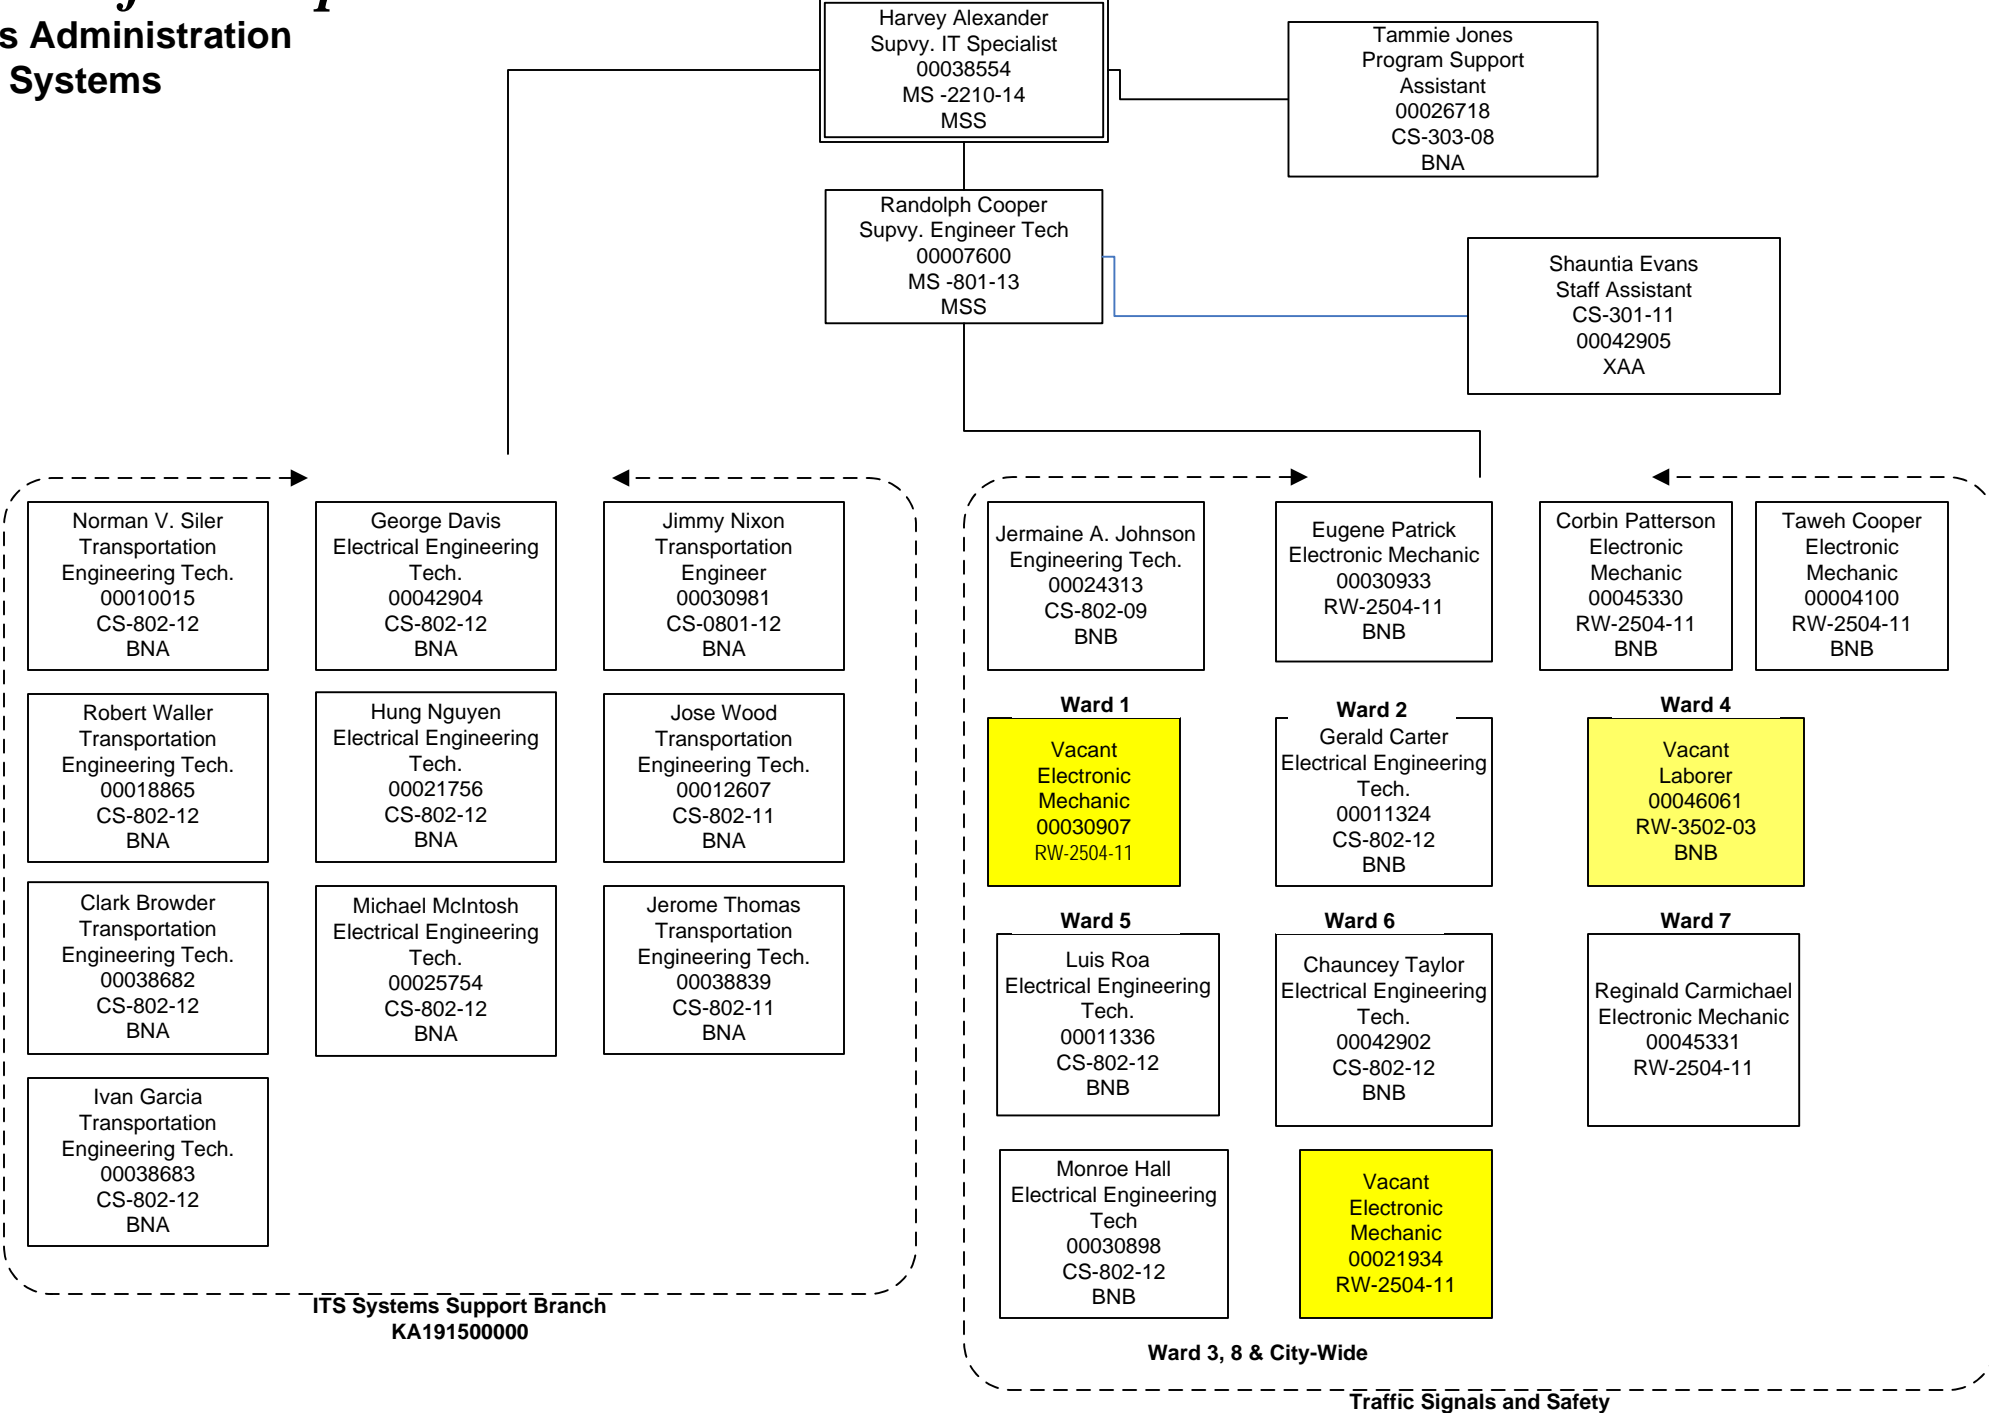 s Administration
Systems
Harvey Alexander
Supvy. IT Specialist
00038554
MS -2210-14
MSS
Tammie Jones
Program Support
Assistant
00026718
CS-303-08
BNA
Randolph Cooper
Supvy. Engineer Tech
00007600
MS -801-13
MSS
Shauntia Evans
Staff Assistant
CS-301-11
00042905
XAA
Norman V. Siler
Transportation
Engineering Tech.
00010015
CS-802-12
BNA
George Davis
Electrical Engineering
Tech.
00042904
CS-802-12
BNA
Jimmy Nixon
Transportation
Engineer
00030981
CS-0801-12
BNA
Robert Waller
Transportation
Engineering Tech.
00018865
CS-802-12
BNA
Hung Nguyen
Electrical Engineering
Tech.
00021756
CS-802-12
BNA
Jose Wood
Transportation
Engineering Tech.
00012607
CS-802-11
BNA
Clark Browder
Transportation
Engineering Tech.
00038682
CS-802-12
BNA
Michael McIntosh
Electrical Engineering
Tech.
00025754
CS-802-12
BNA
Jerome Thomas
Transportation
Engineering Tech.
00038839
CS-802-11
BNA
Ivan Garcia
Transportation
Engineering Tech.
00038683
CS-802-12
BNA
ITS Systems Support Branch
KA191500000
Jermaine A. Johnson
Engineering Tech.
00024313
CS-802-09
BNB
Eugene Patrick
Electronic Mechanic
00030933
RW-2504-11
BNB
Corbin Patterson
Electronic
Mechanic
00045330
RW-2504-11
BNB
Taweh Cooper
Electronic
Mechanic
00004100
RW-2504-11
BNB
Ward 1
Vacant
Electronic
Mechanic
00030907
RW-2504-11
Ward 2
Gerald Carter
Electrical Engineering
Tech.
00011324
CS-802-12
BNB
Ward 4
Vacant
Laborer
00046061
RW-3502-03
BNB
Ward 5
Luis Roa
Electrical Engineering
Tech.
00011336
CS-802-12
BNB
Ward 6
Chauncey Taylor
Electrical Engineering
Tech.
00042902
CS-802-12
BNB
Ward 7
Reginald Carmichael
Electronic Mechanic
00045331
RW-2504-11
Monroe Hall
Electrical Engineering
Tech
00030898
CS-802-12
BNB
Vacant
Electronic
Mechanic
00021934
RW-2504-11
Ward 3, 8 & City-Wide
Traffic Signals and Safety